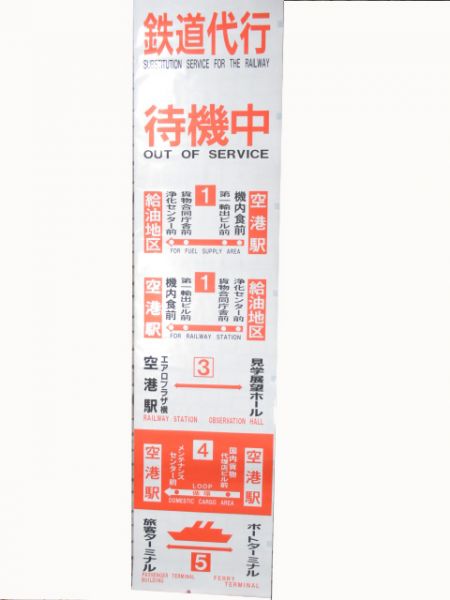 鉄道代行
SUBSTITUTION SERVICE FOR THE RAILWAY
待機中
OUT OF SERVICE
給油地区
浄化センター前
貨物合同庁舎前
1
第一輸出ビル前
機内食前
空港駅
FOR FUEL SUPPLY AREA
空港駅
機内食前
第一輸出ビル前
1
貨物合同庁舎前
浄化センター前
給油地区
FOR RAILWAY STATION
空港駅
エアロプラザ横
3
見学展望ホール
RAILWAY STATION
OBSERVATION HALL
空港駅
メンテナンスセンター前
4
国内貨物代理店ビル前
空港駅
LOOP
循環
DOMESTIC CARGO AREA
旅客ターミナル
5
ポートターミナル
PASSENGER TERMINAL BUILDING
FERRY TERMINAL